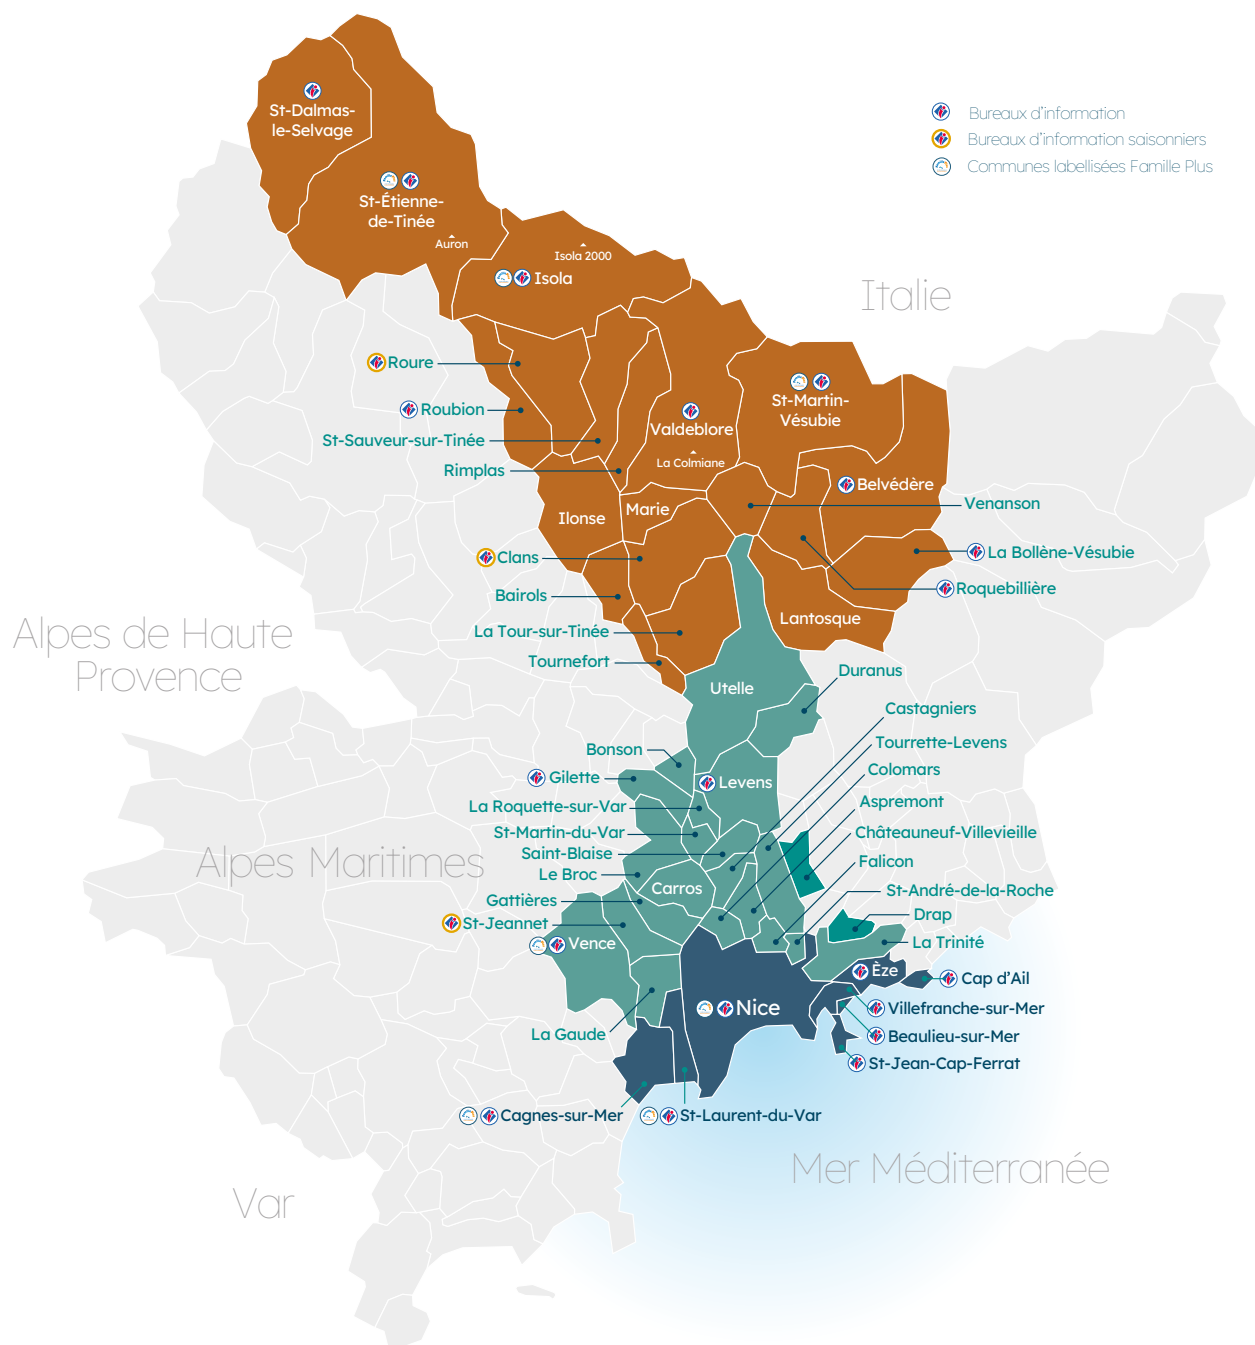 St-Dalmas-
le-Selvage
Bureaux d'information
Bureaux d'information saisonniers
Communes labellisées Famille Plus
St-Étienne-
de-Tinée
Auron
Isola 2000
Isola
Italie
Roure
Roubion
St-Sauveur-sur-Tinée
Rimplas
St-Martin-
Vésubie
Valdeblore
La Colmiane
Belvédère
Venanson
Marie
Ilonse
La Bollène-Vésubie
Clans
Roquebillière
Bairols
Lantosque
La Tour-sur-Tinée
Tournefort
Alpes de Haute
Provence
Utelle
Duranus
Castagniers
Tourrette-Levens
Colomars
Aspremont
Châteauneuf-Villevieille
Falicon
St-André-de-la-Roche
Drap
La Trinité
Bonson
Gilette
Levens
La Roquette-sur-Var
St-Martin-du-Var
Saint-Blaise
Le Broc
Alpes Maritimes
Carros
Gattières
St-Jeannet
Vence
Èze
Cap d'Ail
Nice
Villefranche-sur-Mer
Beaulieu-sur-Mer
St-Jean-Cap-Ferrat
La Gaude
Cagnes-sur-Mer
St-Laurent-du-Var
Mer Méditerranée
Var